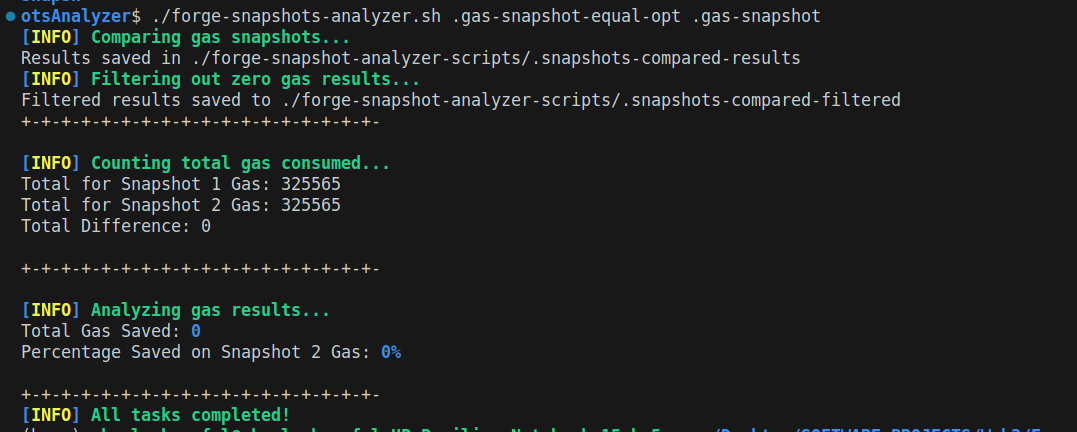 otsAnalyzer$ ./forge-snapshots-analyzer.sh .gas-snapshot-equal-opt .gas-snapshot
[INFO] Comparing gas snapshots...
Results saved in ./forge-snapshot-analyzer-scripts/.snapshots-compared-results
[INFO] Filtering out zero gas results...
Filtered results saved to ./forge-snapshot-analyzer-scripts/.snapshots-compared-filtered
+-+-+-+-+-+-+-+-+-+-+-+-+-+-+-+-+-+-
[INFO] Counting total gas consumed...
Total for Snapshot 1 Gas: 325565
Total for Snapshot 2 Gas: 325565
Total Difference: 0
+-+-+-+-+-+-+-+-+-+-+-+-+-+-+-+-+-+-
[INFO] Analyzing gas results...
Total Gas Saved: 0
Percentage Saved on Snapshot 2 Gas: 0%
+-+-+-+-+-+-+-+-+-+-+-+-+-+-+-+-+-+-
[INFO] All tasks completed!